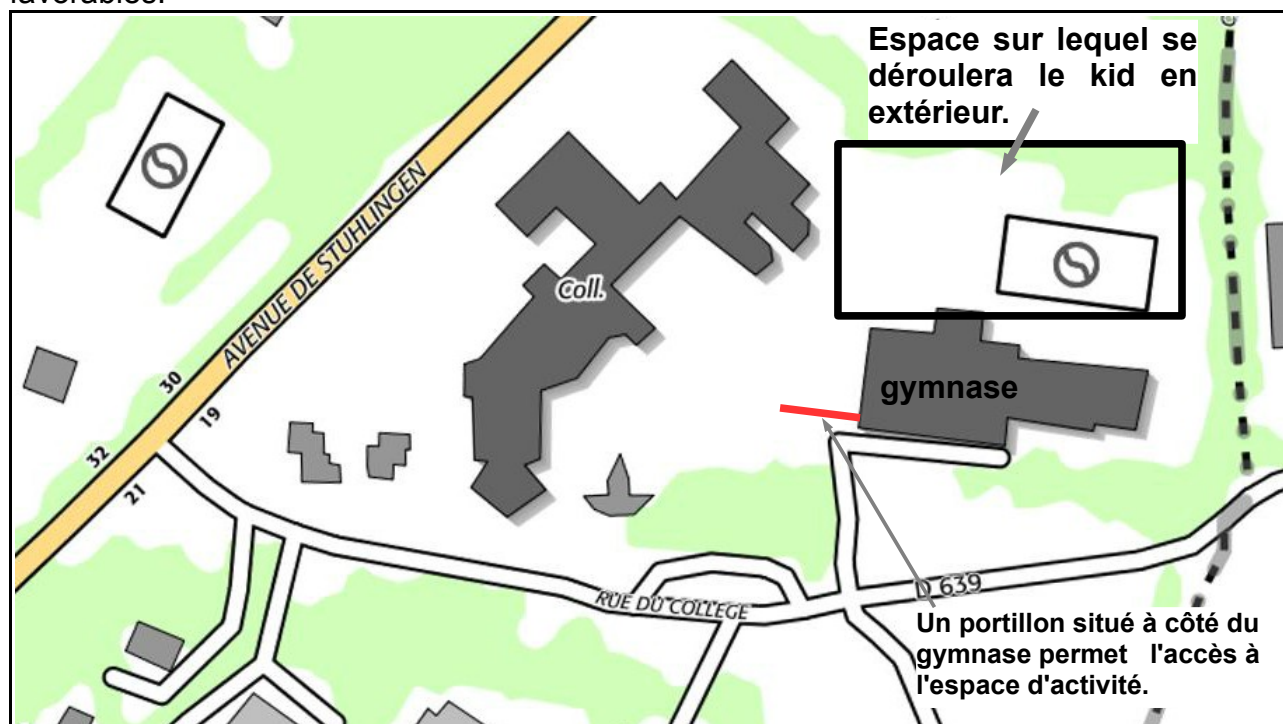 favorables.
Espace sur lequel se
déroulera le kid en
extérieur.
AVENUE DE STUHLINGEN
Coll.
gymnase
30
19
32
21
RUE DU COLLEGE
D 639
Un portillon situé à côté du
gymnase permet l'accès à
l'espace d'activité.